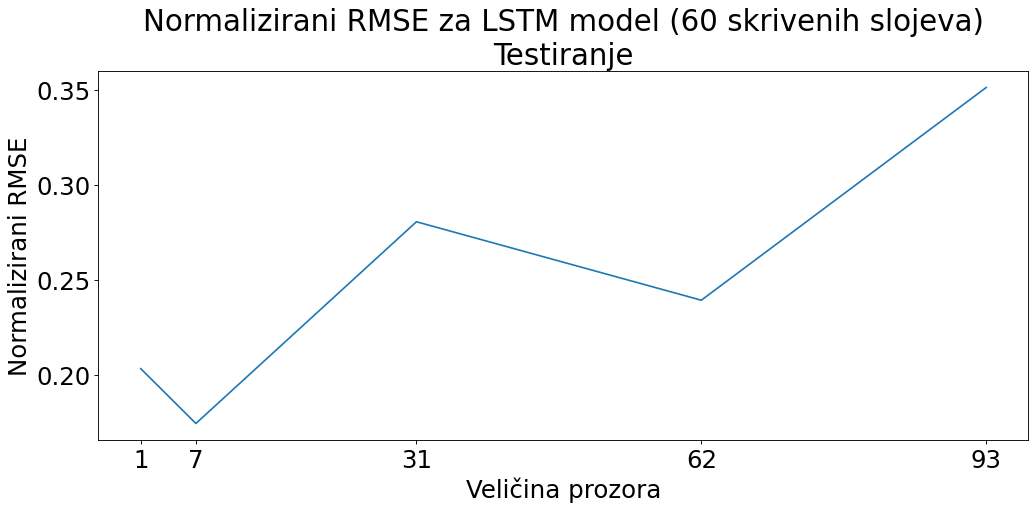 Normalizirani RMSE za LSTM model (60 skrivenih slojeva)
Testiranje
Normalizirani RMSE
0.35
0.30
0.25
0.20
1 7 31 62 93
Veličina prozora